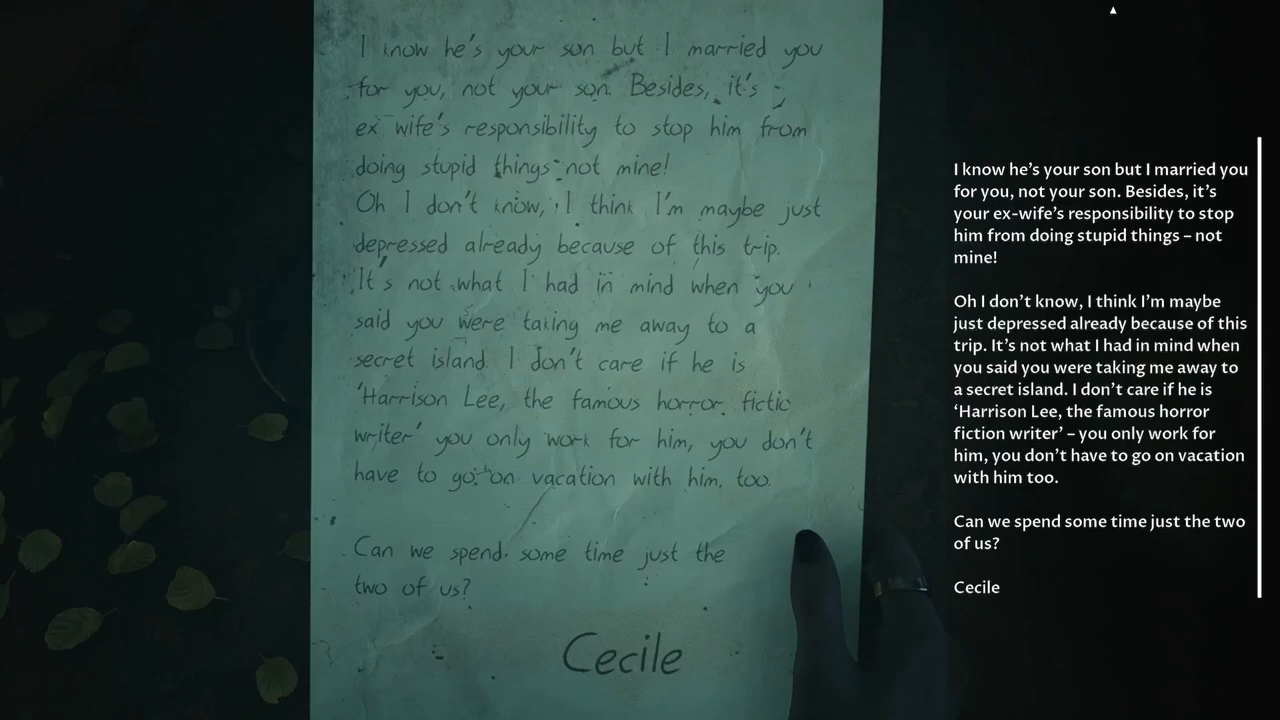 I know he's your son but I married you
for you, not your son. Besides, it's
ex wife's responsibility to stop him from
doing stupid things-not mine!
Oh I don't know, I think I'm maybe just
depressed already because of this trip.
It's not what I had in mind when you
said you were taking me away to a
secret island. I don't care if he is
'Harrison Lee, the famous horror fictic
writer' you only work for him, you don't
have to go on vacation with him, too.
Can we spend some time just the
two of us?
Cecile
I know he's your son but I married you
for you, not your son. Besides, it's
your ex-wife's responsibility to stop
him from doing stupid things – not
mine!
Oh I don't know, I think I'm maybe
just depressed already because of this
trip. It's not what I had in mind when
you said you were taking me away to
a secret island. I don't care if he is
‘Harrison Lee, the famous horror
fiction writer’ – you only work for
him, you don't have to go on vacation
with him too.
Can we spend some time just the two
of us?
Cecile